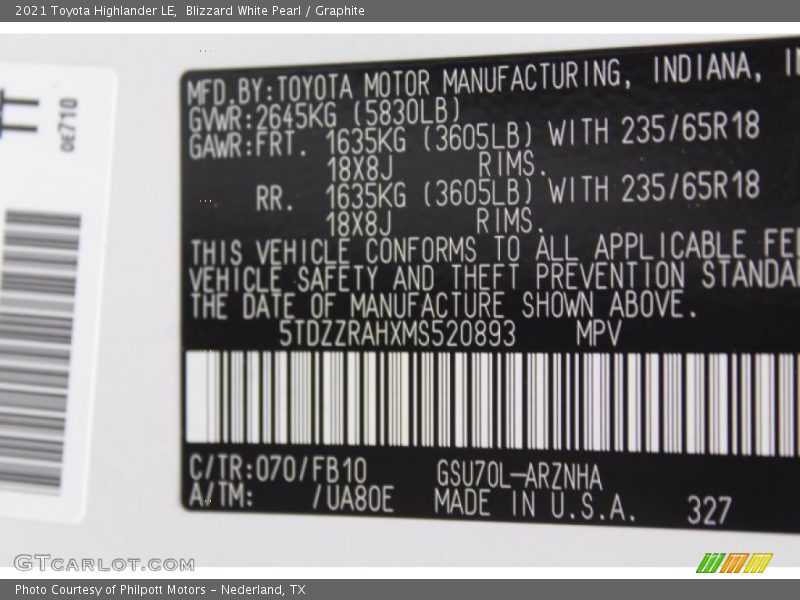 2021 Toyota Highlander LE,  Blizzard White Pearl / Graphite
0E710
MFD.BY:TOYOTA MOTOR MANUFACTURING, INDIANA,
GVWR:2645KG (5830LB)
GAWR:FRT. 1635KG (3605LB) WITH 235/65R18
18X8J RIMS.
RR. 1635KG (3605LB) WITH 235/65R18
18X8J RIMS.
THIS VEHICLE CONFORMS TO ALL APPLICABLE FE
VEHICLE SAFETY AND THEFT PREVENTION STANDA
THE DATE OF MANUFACTURE SHOWN ABOVE.
5TDZZRAHXMS520893 MPV
C/TR:070/FB10 GSU70L-ARZNHA
A/TM: /UA80E MADE IN U.S.A. 327
GTCARLOT.COM
Photo Courtesy of Philpott Motors - Nederland, TX